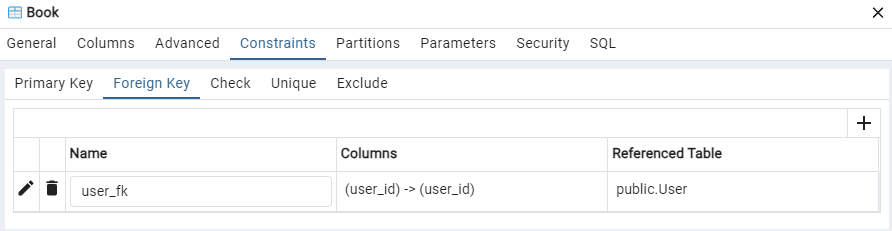 Book
General Columns Advanced Constraints Partitions Parameters Security SQL
Primary Key Foreign Key Check Unique Exclude
Name Columns Referenced Table
user_fk (user_id) -> (user_id) public.User